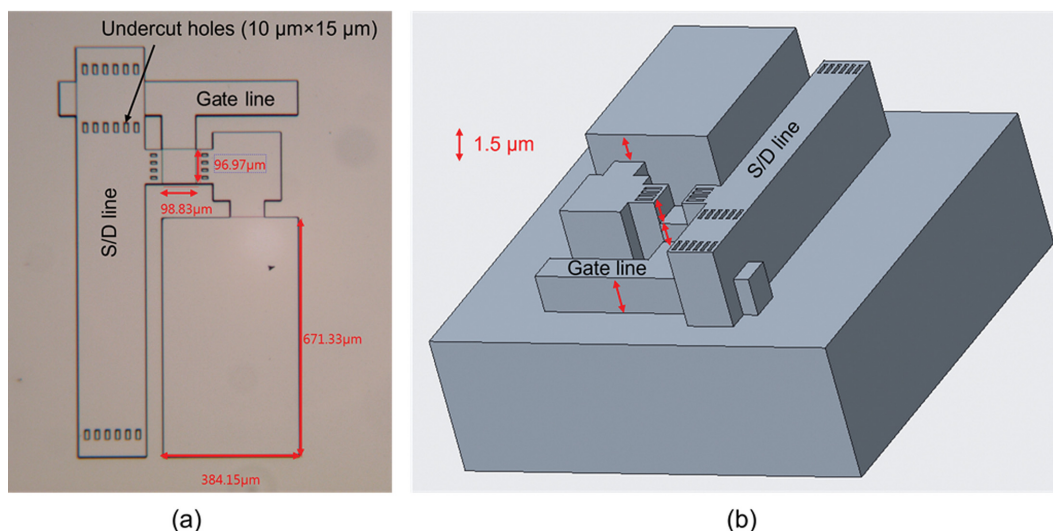 Undercut holes (10 µm×15 µm)
Gate line
96.97µm
98.83µm
S/D line
671.33µm
384.15µm
(a)
1.5 µm
S/D line
Gate line
(b)